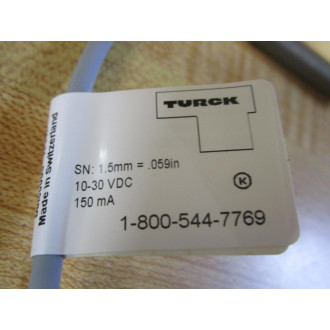 TURCK
SN: 1.5mm = .059in
10-30 VDC
150 mA
K
1-800-544-7769
Made in Switzerland